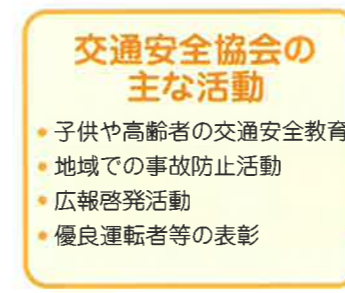 交通安全協会の
主な活動
• 子供や高齢者の交通安全教育
• 地域での事故防止活動
• 広報啓発活動
• 優良運転者等の表彰